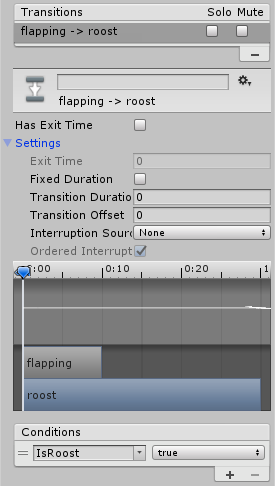 Transitions Solo Mute
flapping -> roost
flapping -> roost
Has Exit Time
Settings
Exit Time 0
Fixed Duration
Transition Duratio 0
Transition Offset 0
Interruption Sourc None
Ordered Interrupt
0:00 0:10 0:20 1
flapping
roost
Conditions
IsRoost true